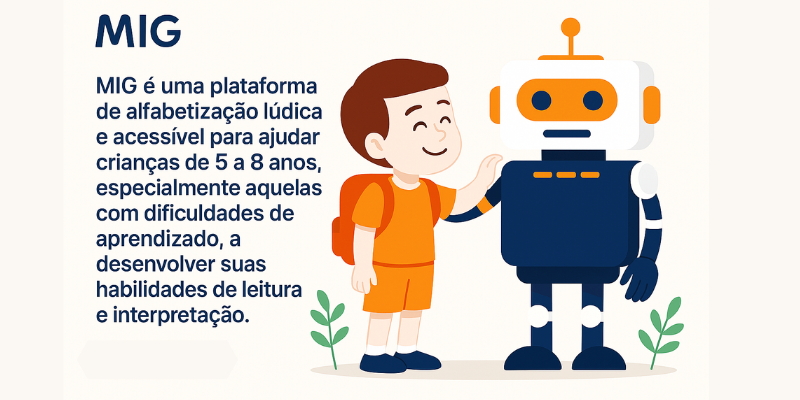 MIG
MIG é uma plataforma
de alfabetização lúdica
e acessível para ajudar
crianças de 5 a 8 anos,
especialmente aquelas
com dificuldades de
aprendizado, a
desenvolver suas
habilidades de leitura
e interpretação.